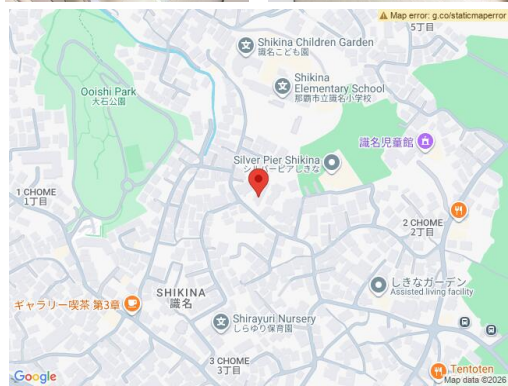 Map error: g.co/staticmaperror
5丁目
Shikina Children Garden
識名こども園
Shikina
Elementary School
那覇市立識名小学校
Ooishi Park
大石公園
識名児童館
Silver Pier Shikina
シルバーピアしきな
1 CHOME
1丁目
2 CHOME
2丁目
しきなガーデン
Assisted living facility
SHIKINA
識名
ギャラリー喫茶 第3章
Shirayuri Nursery
しらゆり保育園
3 CHOME
3丁目
Tentoten
Google
Map data ©2026